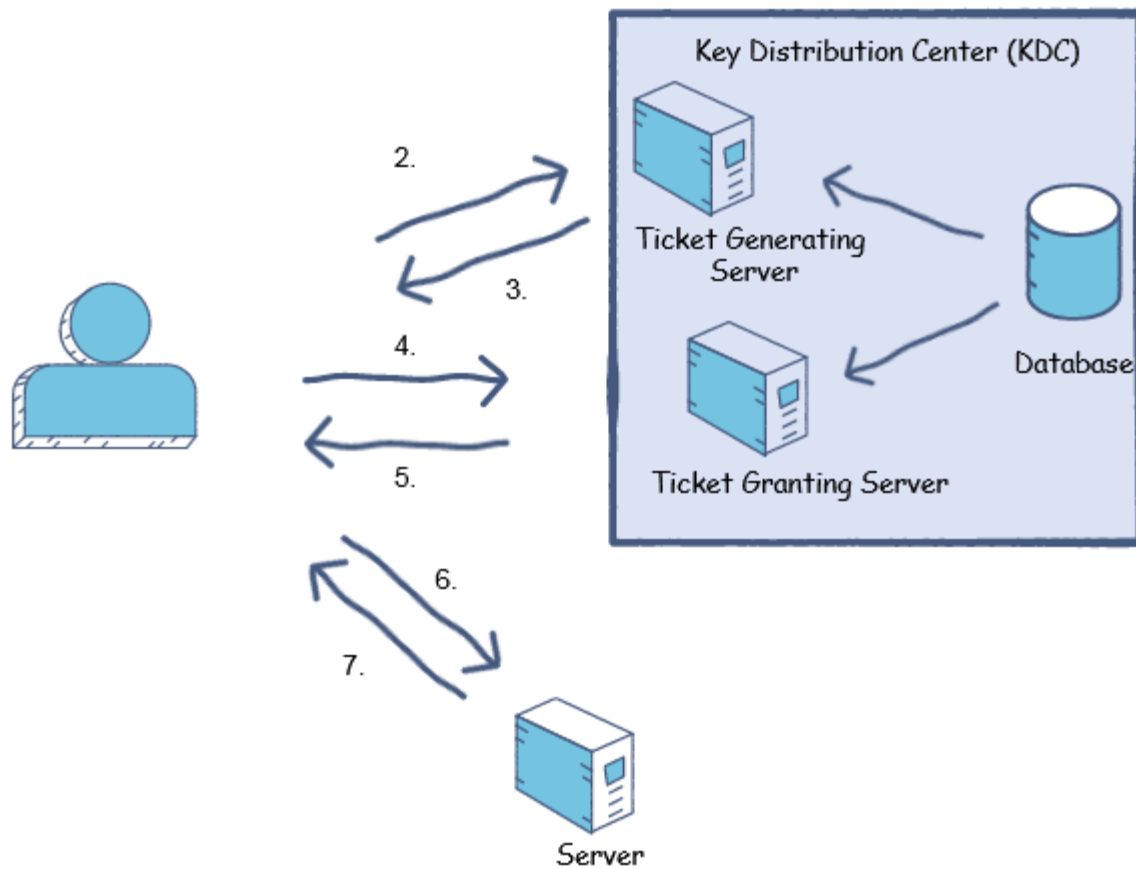 Key Distribution Center (KDC)
2.
Ticket Generating
Server
3.
4.
Database
5.
Ticket Granting Server
6.
7.
Server